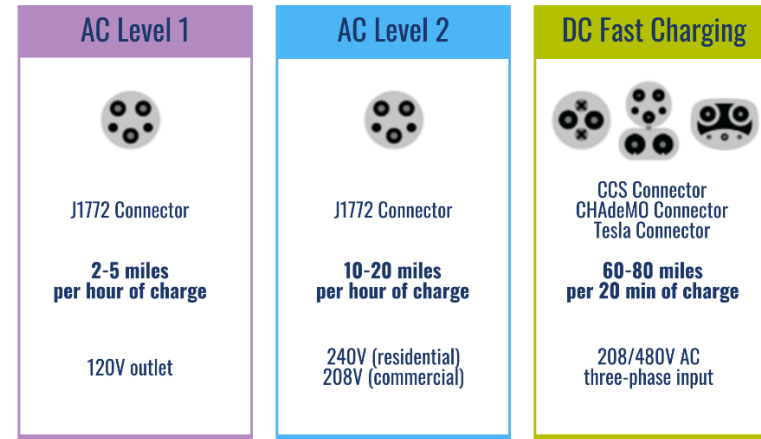 AC Level 1
J1772 Connector
2-5 miles
per hour of charge
120V outlet
AC Level 2
J1772 Connector
10-20 miles
per hour of charge
240V (residential)
208V (commercial)
DC Fast Charging
CCS Connector
CHAdeMO Connector
Tesla Connector
60-80 miles
per 20 min of charge
208/480V AC
three-phase input